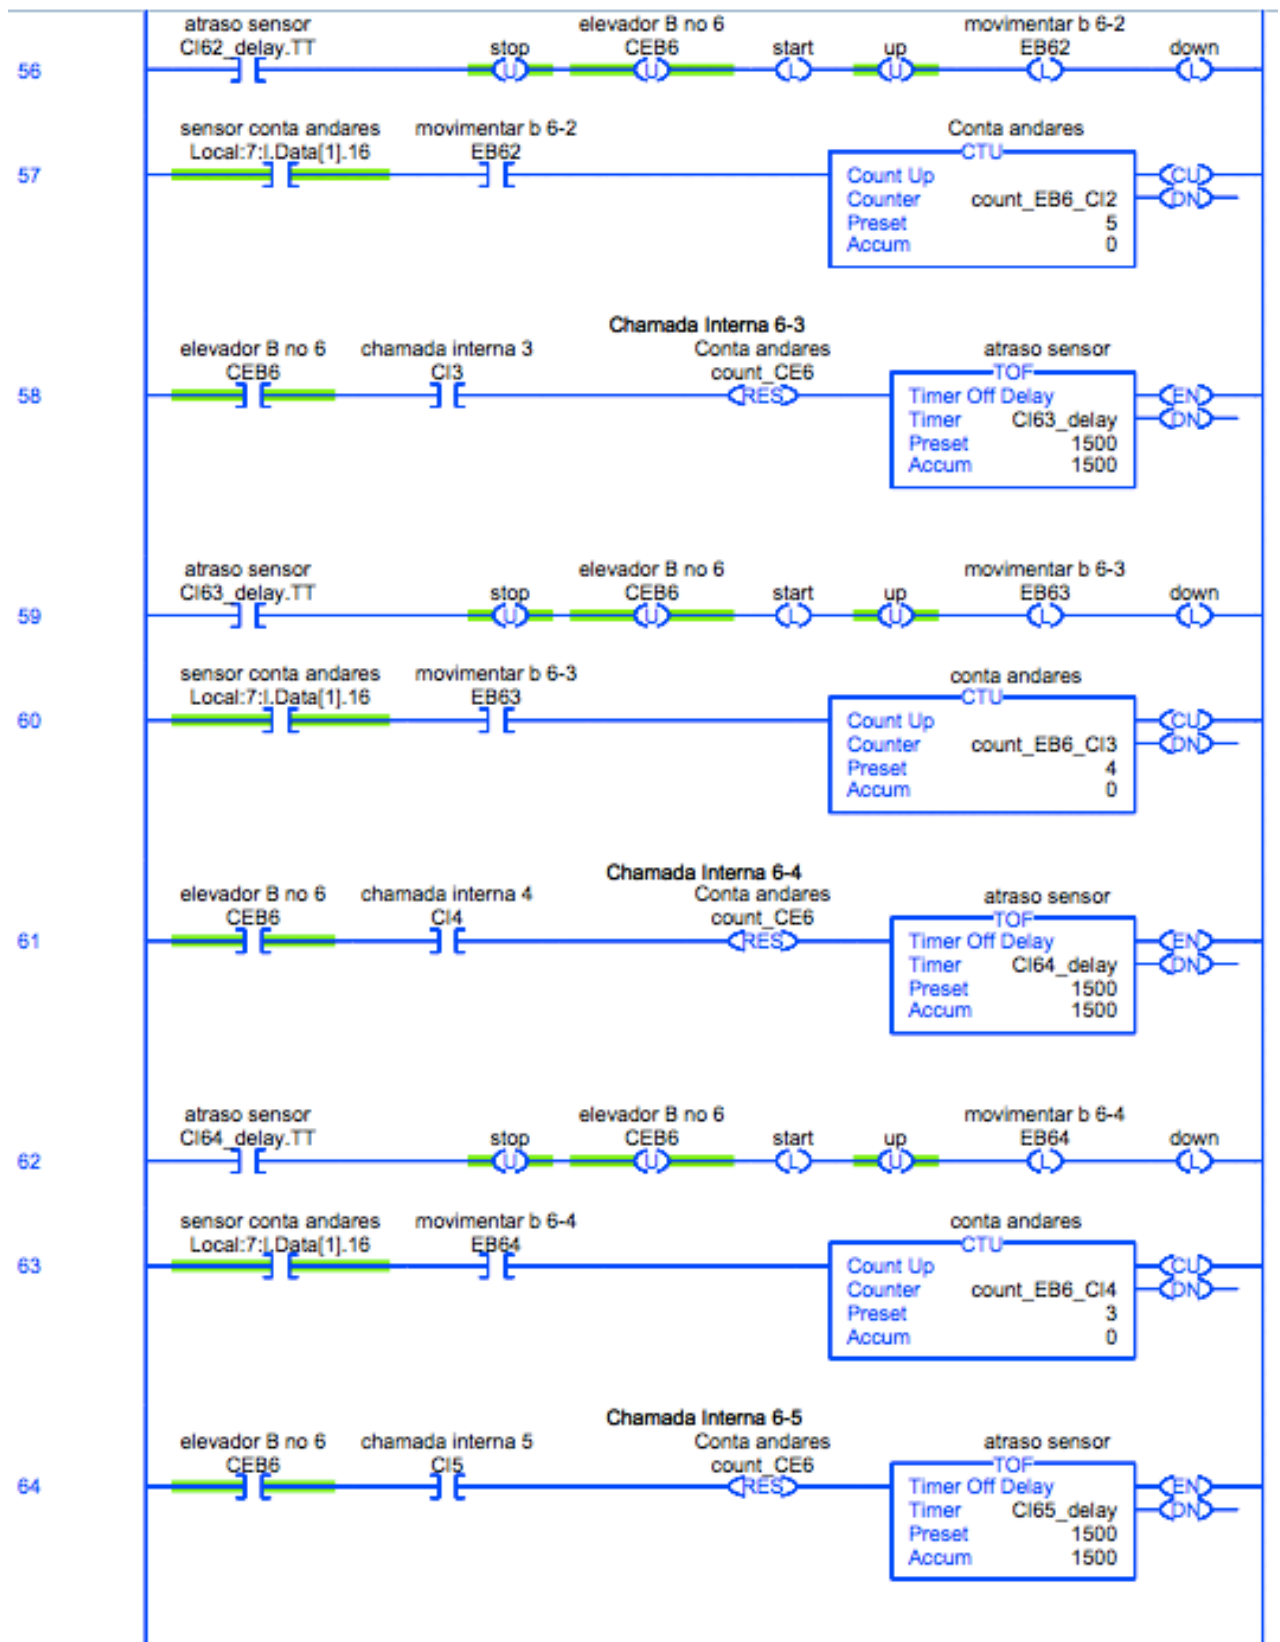 atraso sensor elevador B no 6 movimentar b 6-2
CI62_delay.TT stop CEB6 start up EB62 down
56 U U L U L L
sensor conta andares movimentar b 6-2 Conta andares
Local:7:I.Data[1].16 EB62 CTU
57 Count Up CU
Counter count_EB6_CI2 DN
Preset 5
Accum 0
Chamada Interna 6-3
elevador B no 6 chamada interna 3 Conta andares atraso sensor
CEB6 CI3 count_CE6 TOF
58 RES Timer Off Delay EN
Timer CI63_delay DN
Preset 1500
Accum 1500
atraso sensor elevador B no 6 movimentar b 6-3
CI63_delay.TT stop CEB6 start up EB63 down
59 U U L U L L
sensor conta andares movimentar b 6-3 conta andares
Local:7:I.Data[1].16 EB63 CTU
60 Count Up CU
Counter count_EB6_CI3 DN
Preset 4
Accum 0
Chamada Interna 6-4
elevador B no 6 chamada interna 4 Conta andares atraso sensor
CEB6 CI4 count_CE6 TOF
61 RES Timer Off Delay EN
Timer CI64_delay DN
Preset 1500
Accum 1500
atraso sensor elevador B no 6 movimentar b 6-4
CI64_delay.TT stop CEB6 start up EB64 down
62 U U L U L L
sensor conta andares movimentar b 6-4 conta andares
Local:7:I.Data[1].16 EB64 CTU
63 Count Up CU
Counter count_EB6_CI4 DN
Preset 3
Accum 0
Chamada Interna 6-5
elevador B no 6 chamada interna 5 Conta andares atraso sensor
CEB6 CI5 count_CE6 TOF
64 RES Timer Off Delay EN
Timer CI65_delay DN
Preset 1500
Accum 1500